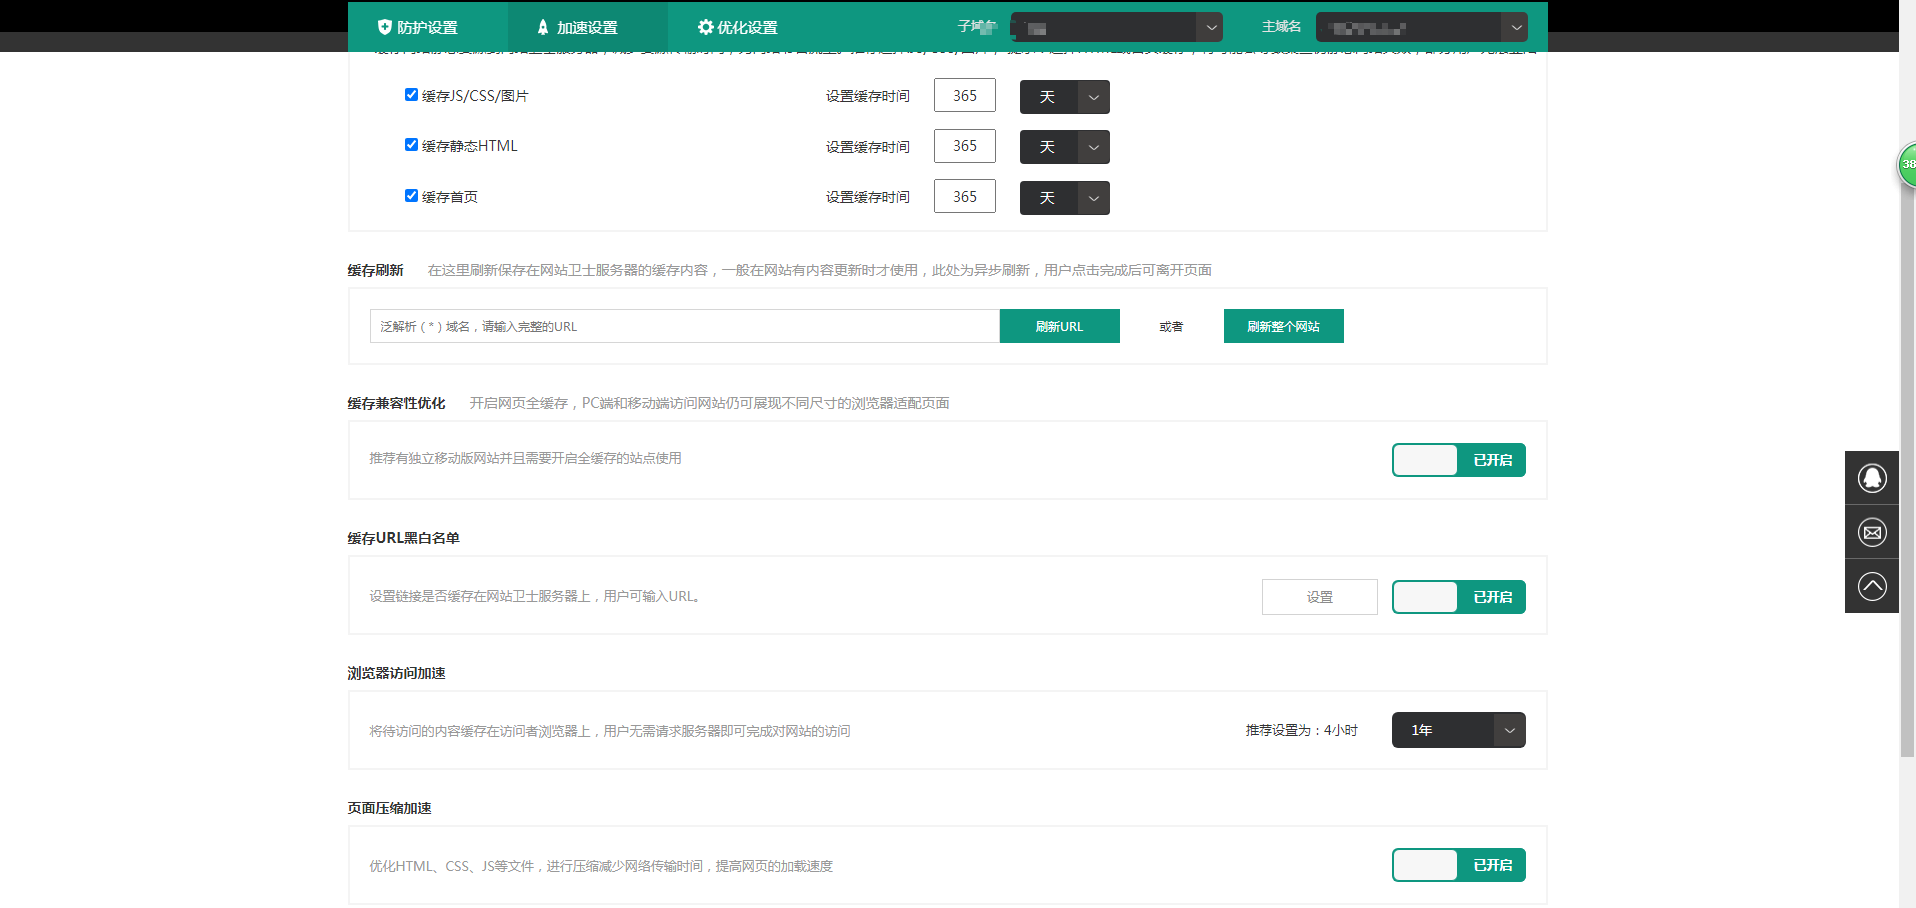 防护设置
加速设置
优化设置
子域名
主域名
缓存JS/CSS/图片
设置缓存时间
365
天
缓存静态HTML
设置缓存时间
365
天
缓存首页
设置缓存时间
365
天
缓存刷新
在这里刷新保存在网站卫士服务器的缓存内容，一般在网站有内容更新时才使用，此处为异步刷新，用户点击完成后可离开页面
泛解析（*）域名，请输入完整的URL
刷新URL
或者
刷新整个网站
缓存兼容性优化
开启网页全缓存，PC端和移动端访问网站仍可展现不同尺寸的浏览器适配页面
推荐有独立移动版网站并且需要开启全缓存的站点使用
已开启
缓存URL黑白名单
设置链接是否缓存在网站卫士服务器上，用户可输入URL。
设置
已开启
浏览器访问加速
将待访问的内容缓存在访问者浏览器上，用户无需请求服务器即可完成对网站的访问
推荐设置为：4小时
1年
页面压缩加速
优化HTML、CSS、JS等文件，进行压缩减少网络传输时间，提高网页的加载速度
已开启
38